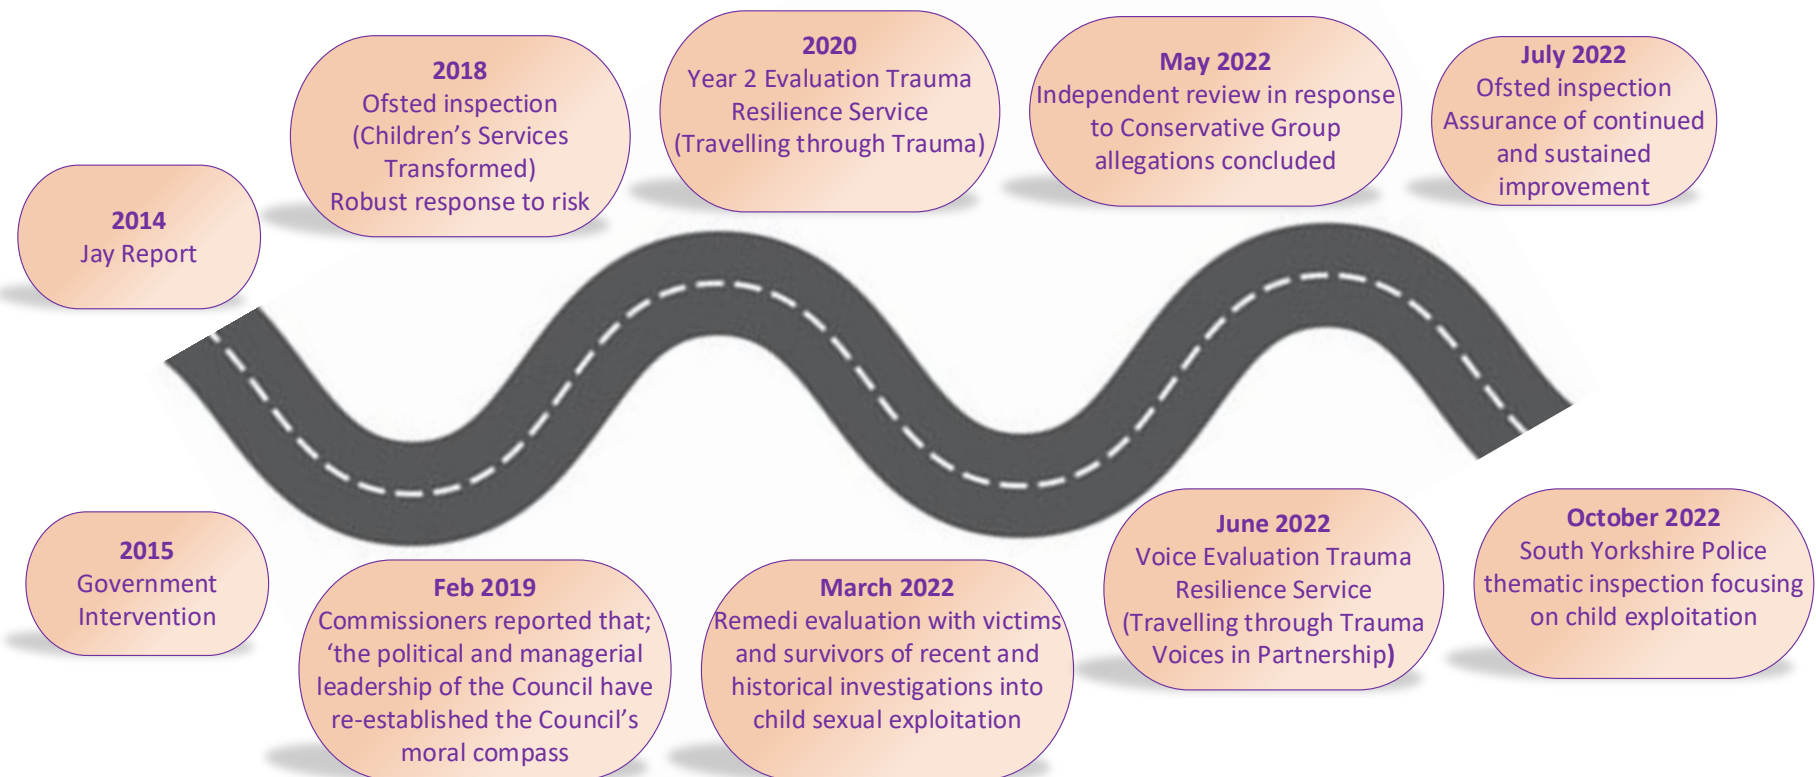 2014
Jay Report
2015
Government
Intervention
2018
Ofsted inspection
(Children's Services
Transformed)
Robust response to risk
Feb 2019
Commissioners reported that;
‘the political and managerial
leadership of the Council have
re-established the Council’s
moral compass
2020
Year 2 Evaluation Trauma
Resilience Service
(Travelling through Trauma)
March 2022
Remedi evaluation with victims
and survivors of recent and
historical investigations into
child sexual exploitation
May 2022
Independent review in response
to Conservative Group
allegations concluded
June 2022
Voice Evaluation Trauma
Resilience Service
(Travelling through Trauma
Voices in Partnership)
July 2022
Ofsted inspection
Assurance of continued
and sustained
improvement
October 2022
South Yorkshire Police
thematic inspection focusing
on child exploitation